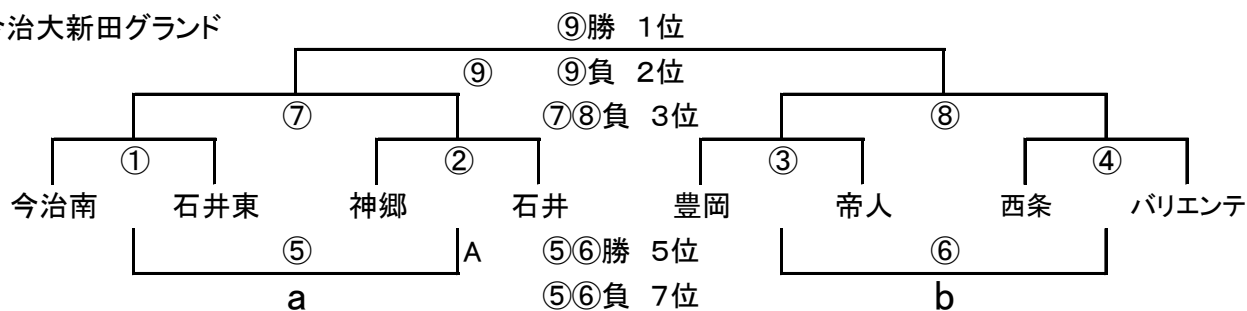 治大新田グランド ⑨勝 1位
⑨ ⑨負 2位
⑦ ⑦⑧負 3位 ⑧
① ② ③ ④
今治南 石井東 神郷 石井 豊岡 帝人 西条 バリエンテ
⑤ A ⑤⑥勝 5位 ⑥
a ⑤⑥負 7位 b